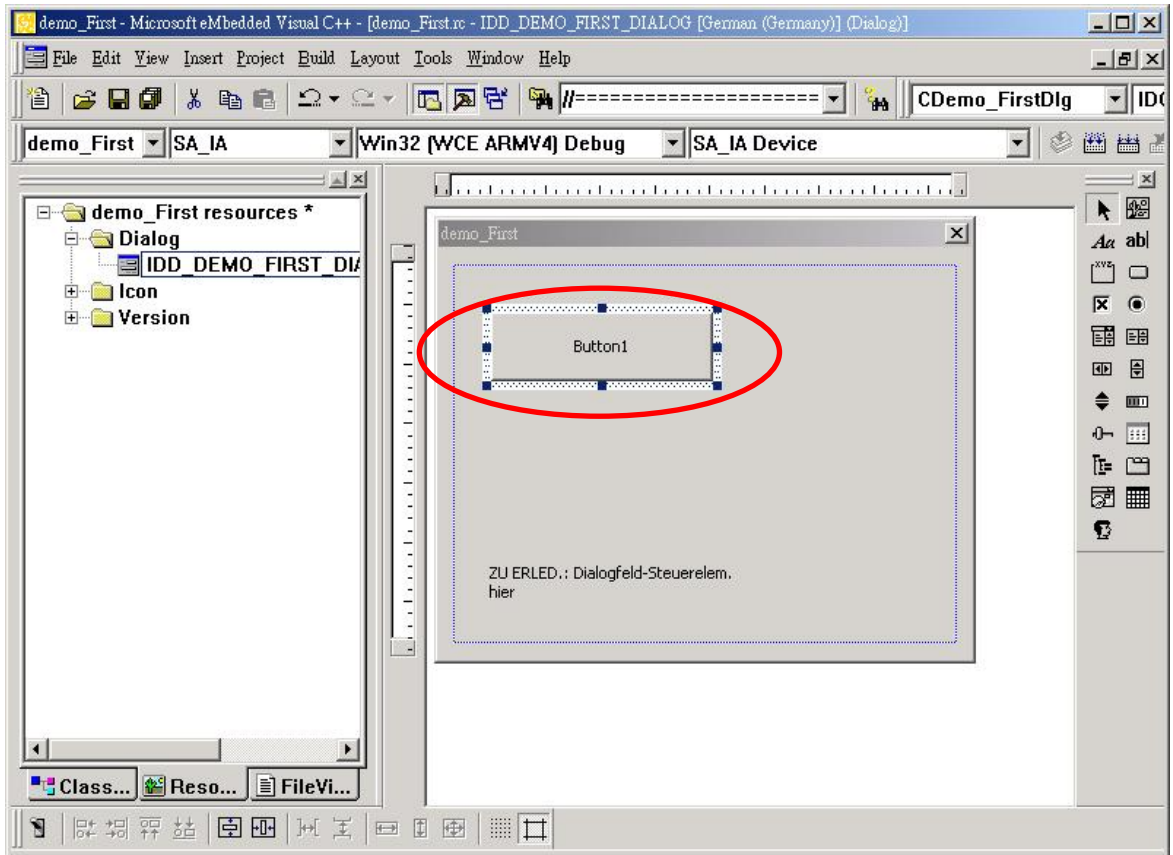 demo_First - Microsoft eMbedded Visual C++ - [demo_First.rc - IDD_DEMO_FIRST_DIALOG [German (Germany)] (Dialog)]
File Edit View Insert Project Build Layout Tools Window Help
//===================== CDemo_FirstDlg
demo_First SA_IA Win32 (WCE ARMV4) Debug SA_IA Device
demo_First resources *
Dialog
IDD_DEMO_FIRST_DIA
Icon
Version
demo_First
Button1
ZU ERLED.: Dialogfeld-Steuerelem.
hier
Aa ab|
XYZ
Class... Reso... FileVi...